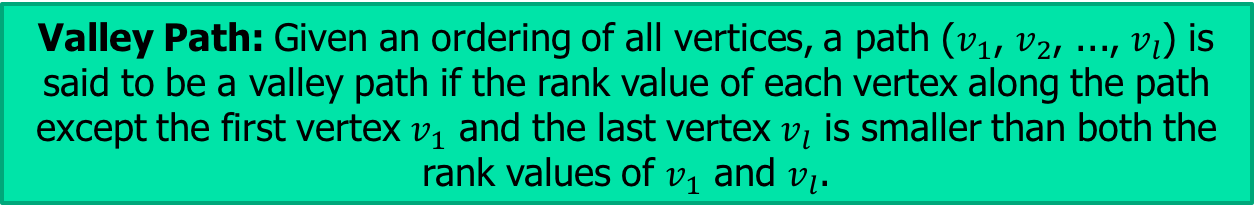 Valley Path: Given an ordering of all vertices, a path (𝑣₁, 𝑣₂, ..., 𝑣ₗ) is
said to be a valley path if the rank value of each vertex along the path
except the first vertex 𝑣₁ and the last vertex 𝑣ₗ is smaller than both the
rank values of 𝑣₁ and 𝑣ₗ.